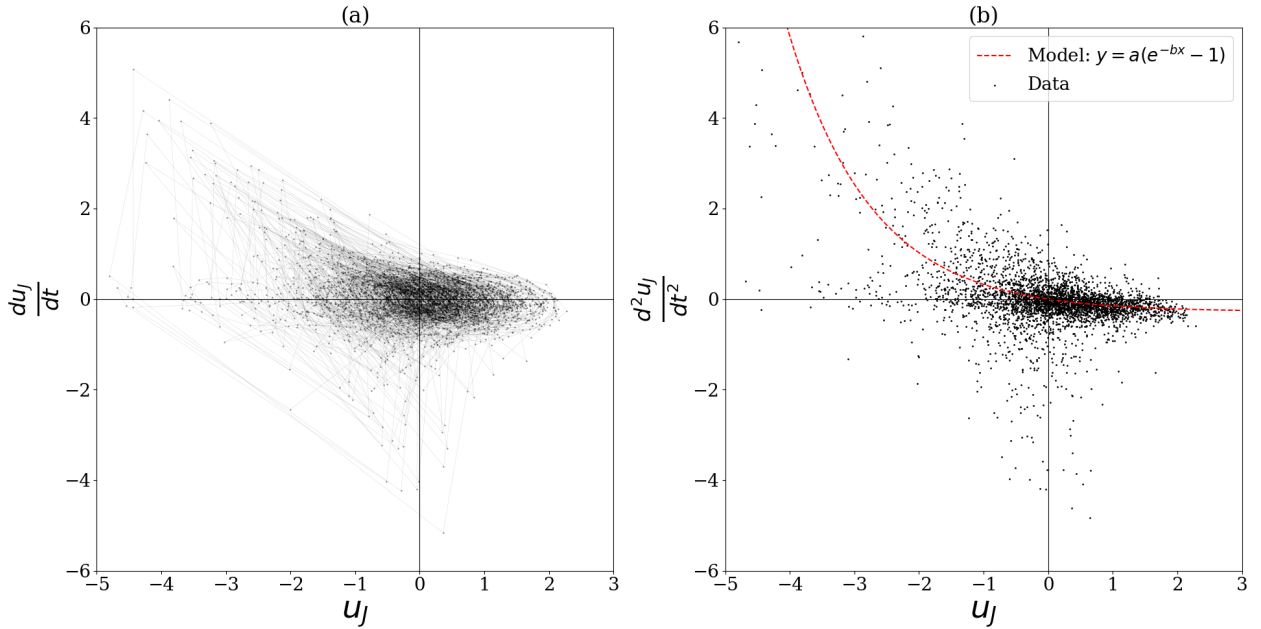 (a)
6
4
2
0
−2
−4
−6
−5 −4 −3 −2 −1 0 1 2 3
du_J/dt
u_J
(b)
6
4
2
0
−2
−4
−6
−5 −4 −3 −2 −1 0 1 2 3
d²u_J/dt²
u_J
Model: y = a(e^{−bx} − 1)
Data